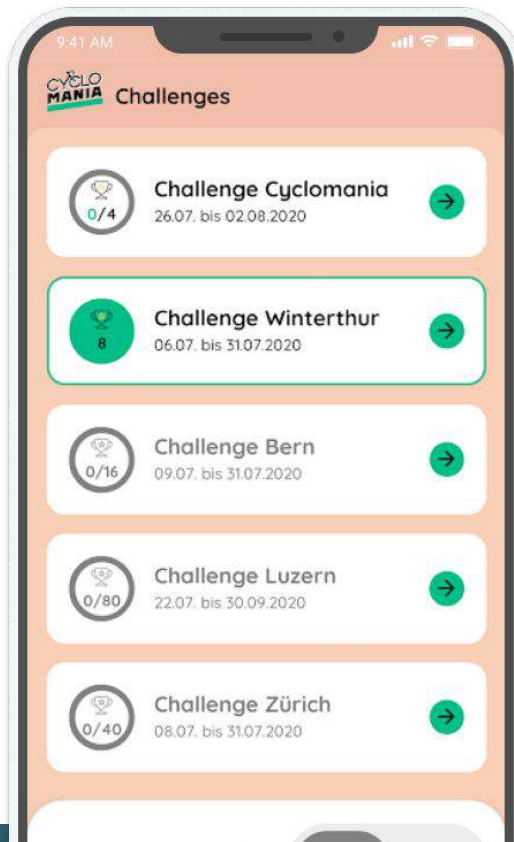 9:41 AM
CYCLO
MANIA
Challenges
0/4
Challenge Cyclomania
26.07. bis 02.08.2020
8
Challenge Winterthur
06.07. bis 31.07.2020
0/16
Challenge Bern
09.07. bis 31.07.2020
0/80
Challenge Luzern
22.07. bis 30.09.2020
0/40
Challenge Zürich
08.07. bis 31.07.2020